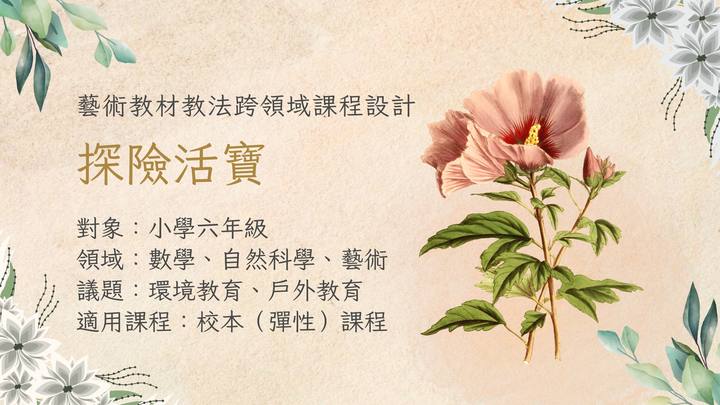 藝術教材教法跨領域課程設計
探險活寶
對象：小學六年級
領域：數學、自然科學、藝術
議題：環境教育、戶外教育
適用課程：校本（彈性）課程